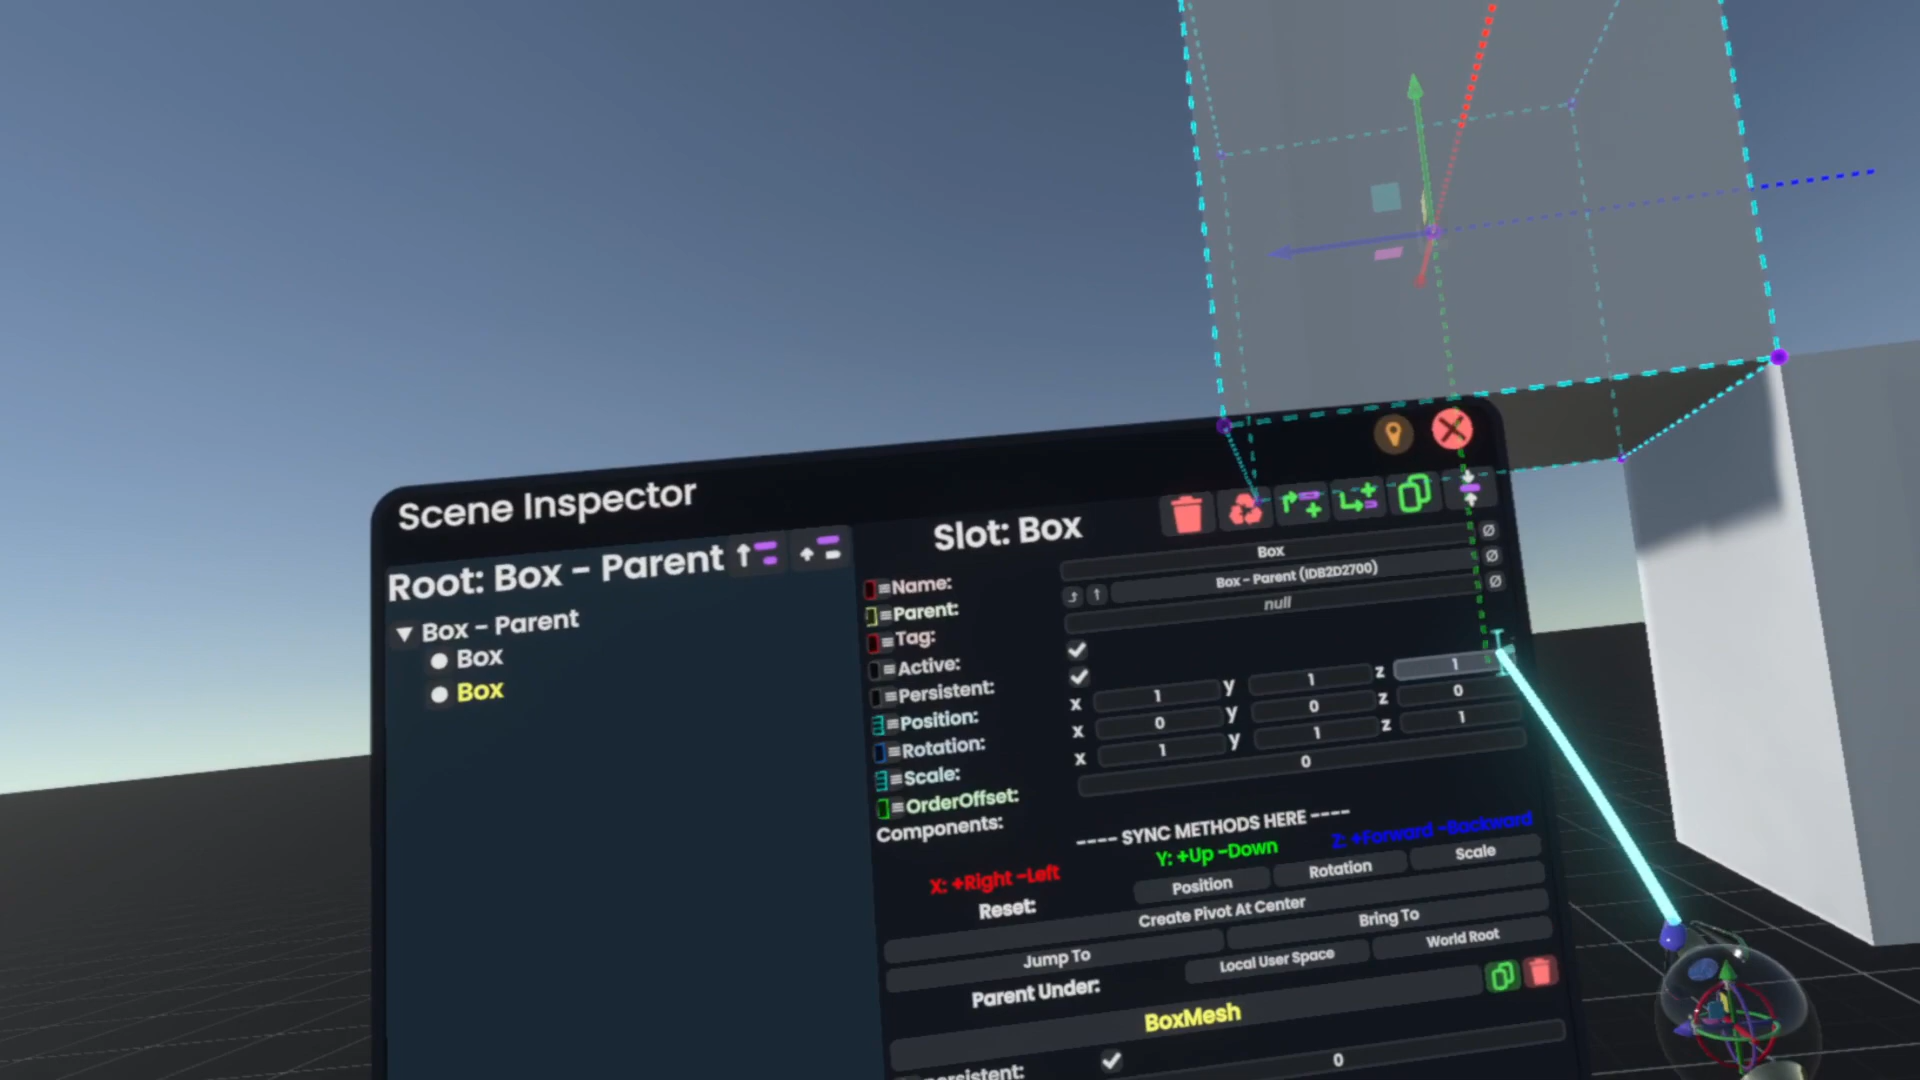 Scene Inspector
Root: Box - Parent
Box - Parent
Box
Box
Slot: Box
Name: Box
Parent: Box - Parent (IDB2D2700)
Tag: null
Active:
Persistent:
Position: x 1 y 1 z 1
Rotation: x 0 y 0 z 0
Scale: x 1 y 1 z 1
OrderOffset: 0
Components:
---- SYNC METHODS HERE ----
X: +Right -Left Y: +Up -Down Z: +Forward -Backward
Reset: Position Rotation Scale
Create Pivot At Center
Jump To Bring To
Parent Under: Local User Space World Root
BoxMesh
Persistent: 0